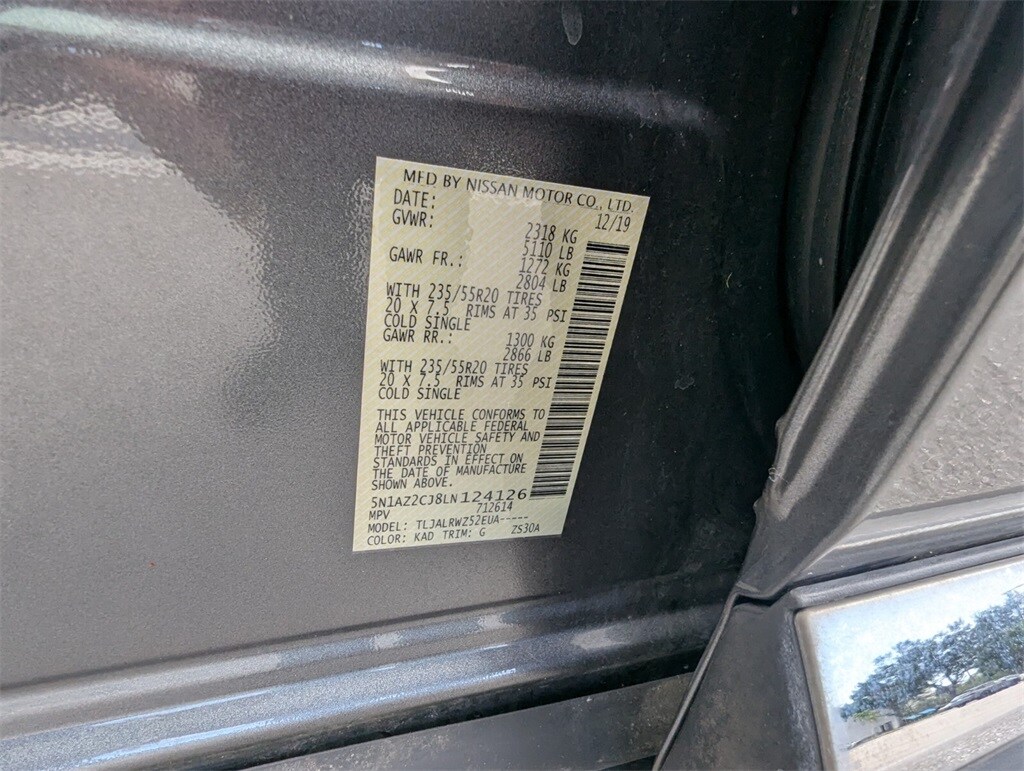 MFD BY NISSAN MOTOR CO., LTD.
DATE: 12/19
GVWR: 2318 KG
5110 LB
GAWR FR.: 1272 KG
2804 LB
WITH 235/55R20 TIRES
20 X 7.5 RIMS AT 35 PSI
COLD SINGLE
GAWR RR.: 1300 KG
2866 LB
WITH 235/55R20 TIRES
20 X 7.5 RIMS AT 35 PSI
COLD SINGLE
THIS VEHICLE CONFORMS TO
ALL APPLICABLE FEDERAL
MOTOR VEHICLE SAFETY AND
THEFT PREVENTION
STANDARDS IN EFFECT ON
THE DATE OF MANUFACTURE
SHOWN ABOVE.
5N1AZ2CJ8LN124126
MPV 712614
MODEL: TLJALRWZ52EUA-----
COLOR: KAD TRIM: G ZS30A